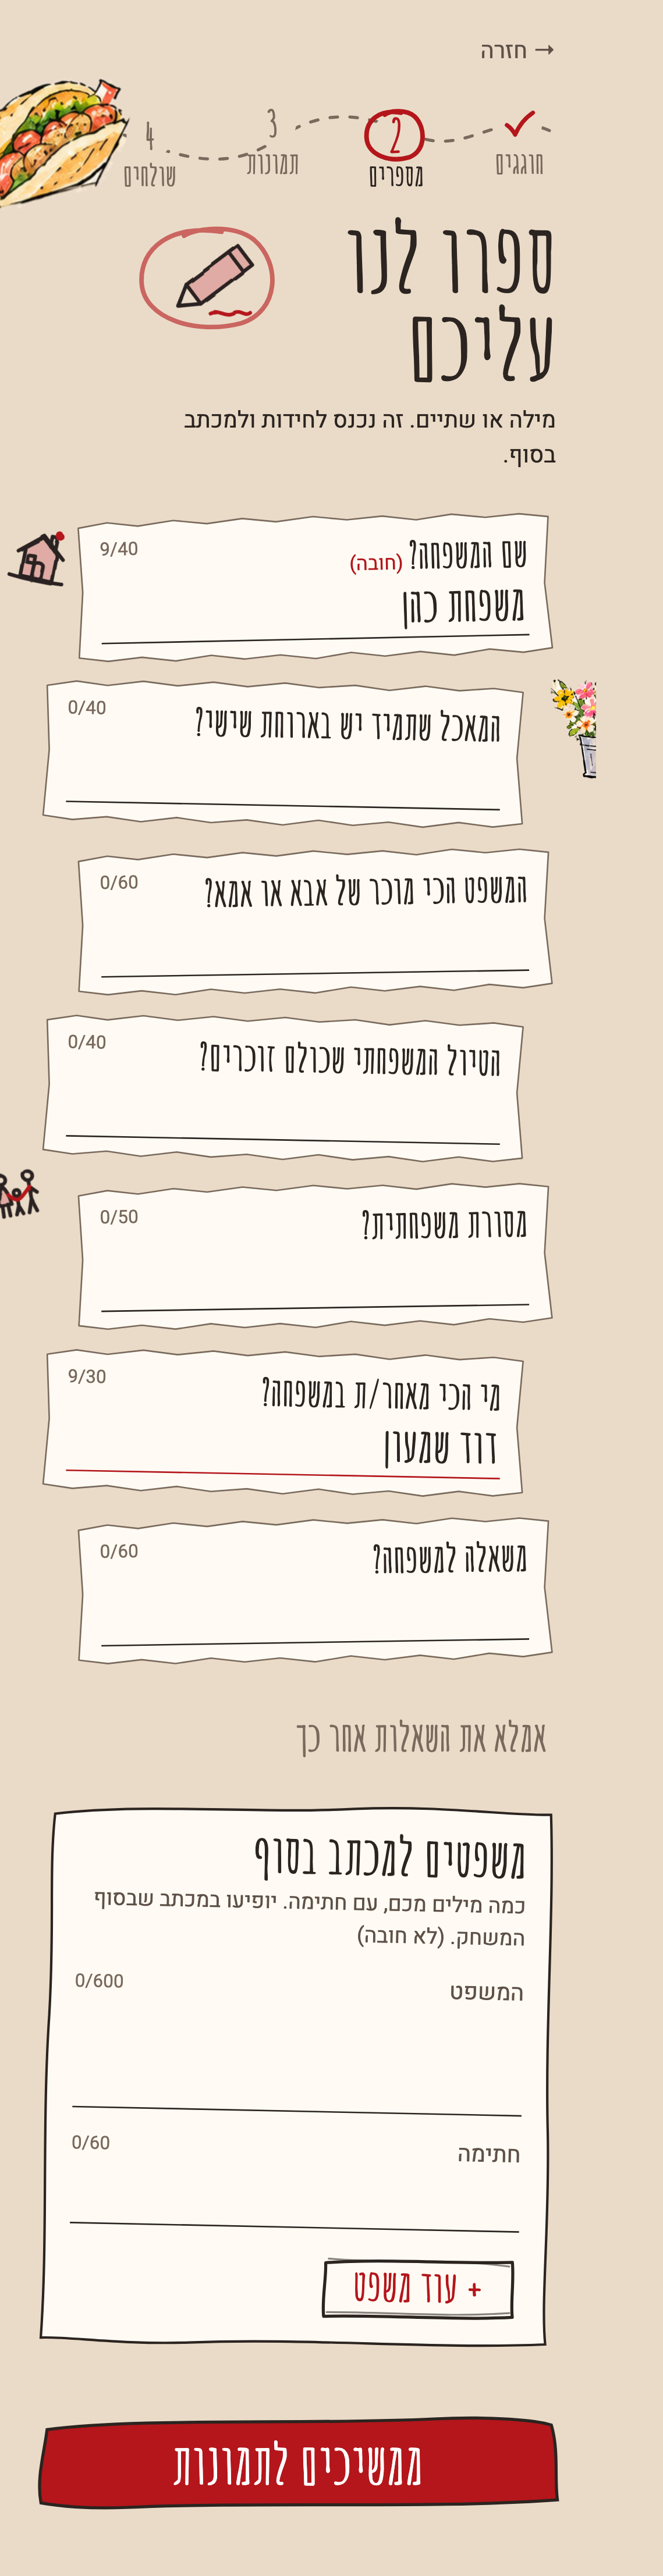 → חזרה
חוגגים
2
מספרים
3
תמונות
4
שולחים
ספרו לנו
עליכם
מילה או שתיים. זה נכנס לחידות ולמכתב
בסוף.
שם המשפחה? (חובה)
9/40
משפחת כהן
המאכל שתמיד יש בארוחת שישי?
0/40
המשפט הכי מוכר של אבא או אמא?
0/60
הטיול המשפחתי שכולם זוכרים?
0/40
מסורת משפחתית?
0/50
מי הכי מאחר/ת במשפחה?
9/30
דוד שמעון
משאלה למשפחה?
0/60
אמלא את השאלות אחר כך
משפטים למכתב בסוף
כמה מילים מכם, עם חתימה. יופיעו במכתב שבסוף
המשחק. (לא חובה)
המשפט
0/600
חתימה
0/60
+ עוד משפט
ממשיכים לתמונות